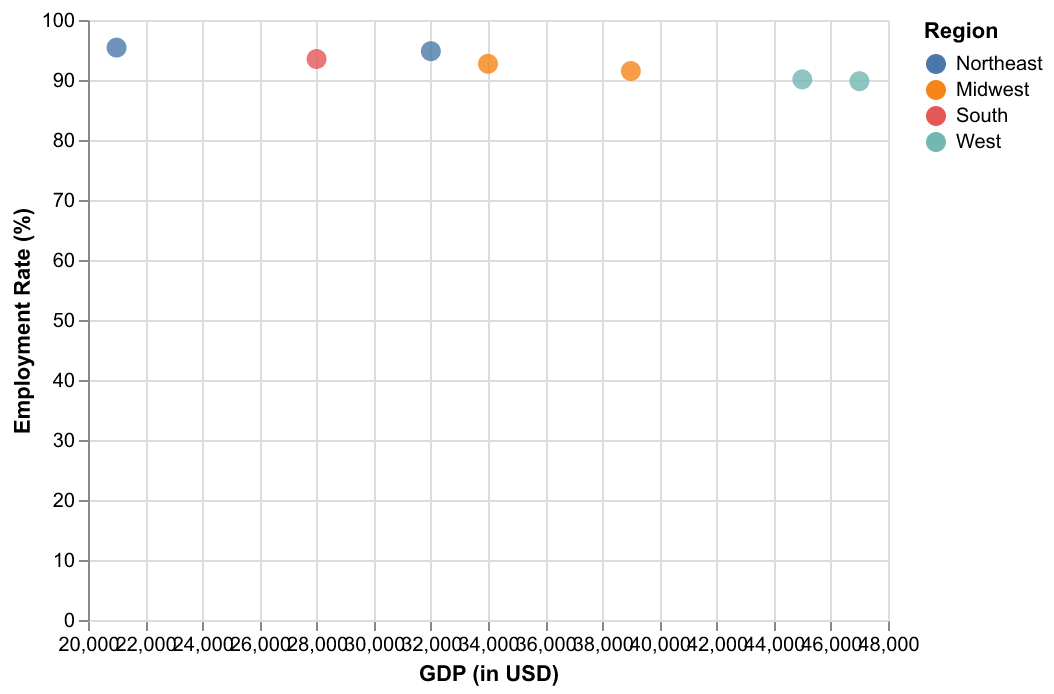 Region
Northeast
Midwest
South
West
Employment Rate (%)
100
90
80
70
60
50
40
30
20
10
0
20,000 22,000 24,000 26,000 28,000 30,000 32,000 34,000 36,000 38,000 40,000 42,000 44,000 46,000 48,000
GDP (in USD)